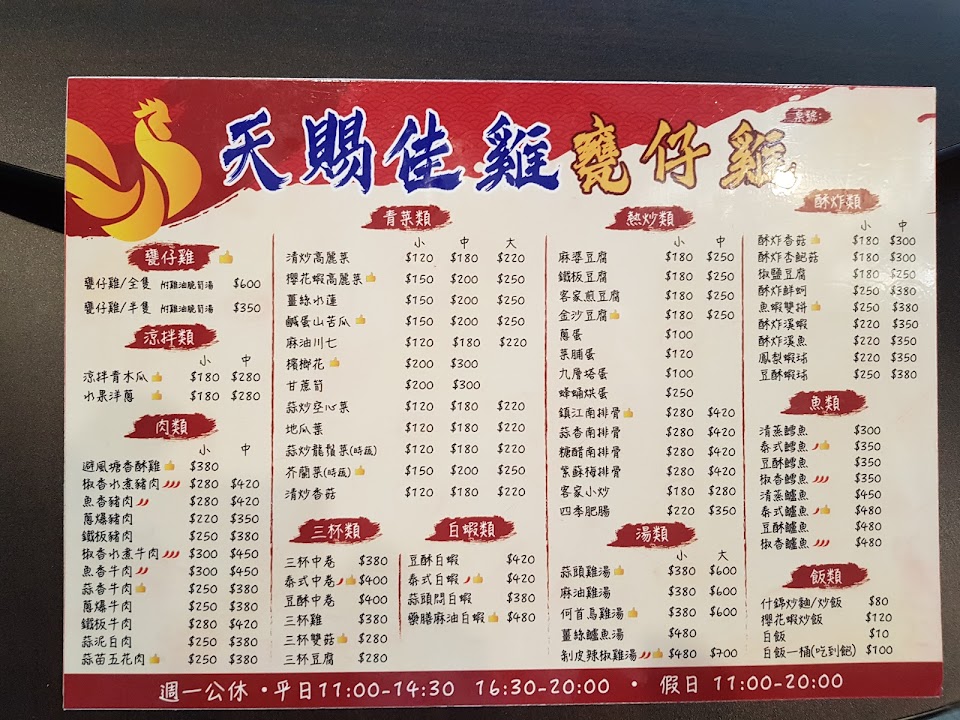 天賜佳雞 甕仔雞
桌號:
甕仔雞
甕仔雞/全隻 附雞油脆筍湯 $600
甕仔雞/半隻 附雞油脆筍湯 $350
涼拌類
小 中
涼拌青木瓜 $180 $280
水果洋蔥 $180 $280
肉類
小 中
避風塘香酥雞 $380
椒香水煮豬肉 $280 $420
魚香豬肉 $280 $420
蔥爆豬肉 $220 $350
鐵板豬肉 $250 $380
椒香水煮牛肉 $300 $450
魚香牛肉 $300 $450
蒜香牛肉 $250 $380
蔥爆牛肉 $250 $380
鐵板牛肉 $280 $420
蒜泥白肉 $250 $380
蒜苗五花肉 $250 $380
青菜類
小 中 大
清炒高麗菜 $120 $180 $220
櫻花蝦高麗菜 $150 $200 $250
薑絲水蓮 $150 $200 $250
鹹蛋山苦瓜 $150 $200 $250
麻油川七 $120 $180 $220
檳榔花 $200 $300
甘蔗筍 $200 $300
蒜炒空心菜 $120 $180 $220
地瓜葉 $120 $180 $220
蒜炒龍鬚菜(時蔬) $120 $180 $220
芥蘭菜(時蔬) $150 $200 $250
清炒香菇 $120 $180 $220
三杯類
三杯中卷 $380
泰式中卷 $400
豆酥中卷 $400
三杯雞 $380
三杯雙菇 $280
三杯豆腐 $280
白蝦類
豆酥白蝦 $420
泰式白蝦 $420
蒜頭悶白蝦 $380
藥膳麻油白蝦 $480
熱炒類
小 中
麻婆豆腐 $180 $250
鐵板豆腐 $180 $250
客家煎豆腐 $180 $250
金沙豆腐 $180 $250
蔥蛋 $100
菜脯蛋 $120
九層塔蛋 $100
蜂蛹烘蛋 $250
鎮江南排骨 $280 $420
蒜香南排骨 $280 $420
糖醋南排骨 $280 $420
紫蘇梅排骨 $280 $420
客家小炒 $180 $280
四季肥腸 $220 $350
湯類
小 大
蒜頭雞湯 $380 $600
麻油雞湯 $380 $600
何首烏雞湯 $380 $600
薑絲鱸魚湯 $480
剝皮辣椒雞湯 $480 $700
酥炸類
小 中
酥炸香菇 $180 $300
酥炸杏鮑菇 $180 $300
椒鹽豆腐 $180 $250
酥炸鮮蚵 $250 $380
魚蝦雙拼 $250 $380
酥炸溪蝦 $220 $350
酥炸溪魚 $220 $350
鳳梨蝦球 $220 $350
豆酥蝦球 $250 $380
魚類
清蒸鱈魚 $300
泰式鱈魚 $350
豆酥鱈魚 $350
椒香鱈魚 $350
清蒸鱸魚 $450
泰式鱸魚 $480
豆酥鱸魚 $480
椒香鱸魚 $480
飯類
什錦炒麵/炒飯 $80
櫻花蝦炒飯 $120
白飯 $10
白飯一桶(吃到飽) $100
週一公休・平日11:00-14:30 16:30-20:00 ・ 假日 11:00-20:00